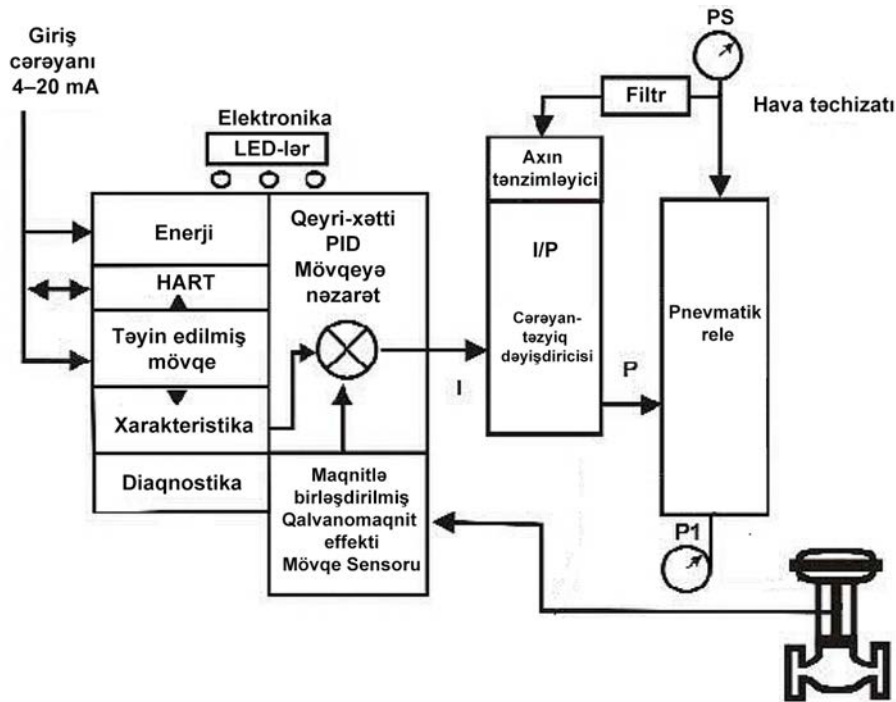 Giriş
cərəyanı
4–20 mA
PS
Filtr
Hava təchizatı
Elektronika
LED-lər
Axın
tənzimləyici
Enerji
Qeyri-xətti
PID
Mövqeyə
nəzarət
HART
I/P
Təyin edilmiş
mövqe
Cərəyan-
təzyiq
dəyişdiricisi
Pnevmatik
rele
I
P
Xarakteristika
Diaqnostika
Maqnitlə
birləşdirilmiş
Qalvanomaqnit
effekti
Mövqe Sensoru
P1